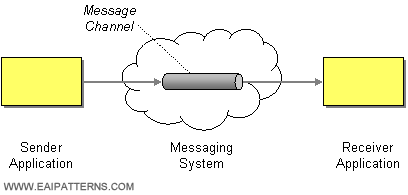 Message
Channel
Sender
Application
Messaging
System
Receiver
Application
WWW.EAIPATTERNS.COM